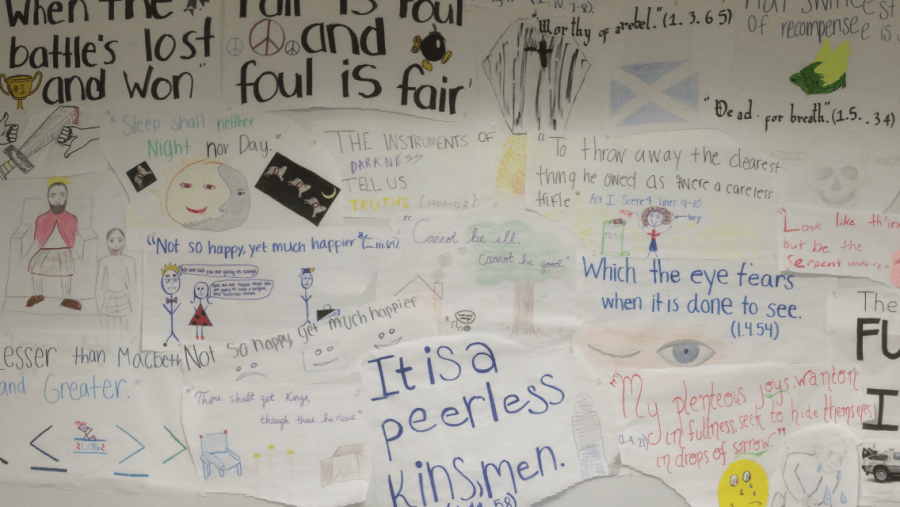 When the
battle's lost
and won"
#1
Fair is foul
and
foul is
fair'
Worthy of a rebel." (1.3.65)
of recompense is
"Dead for breath." (1.5..34)
"Sleep shall neither
Night nor Day."
THE INSTRUMENTS OF
DARKNESS
TELL US
TRUTHS
"To throw away the dearest
thing he owed as 'twere a careless
trifle"
Act I Scene 4 Lines 9-10
boy
"Look like th'inn
but be the
serpent under
"Not so happy, yet much happier"
"Cannot be ill,
Cannot be good"
Which the eye fears
when it is done to see.
(1.4.54)
Not so happy, yet much happier
esser than Macbeth
and Greater."
"Thou shalt get Kings,
though thou be none"
It is a
peerless
Kinsmen.
"My plenteous joys, wanton
in fullness, seek to hide themselves
in drops of sorrow."
The
FU
I